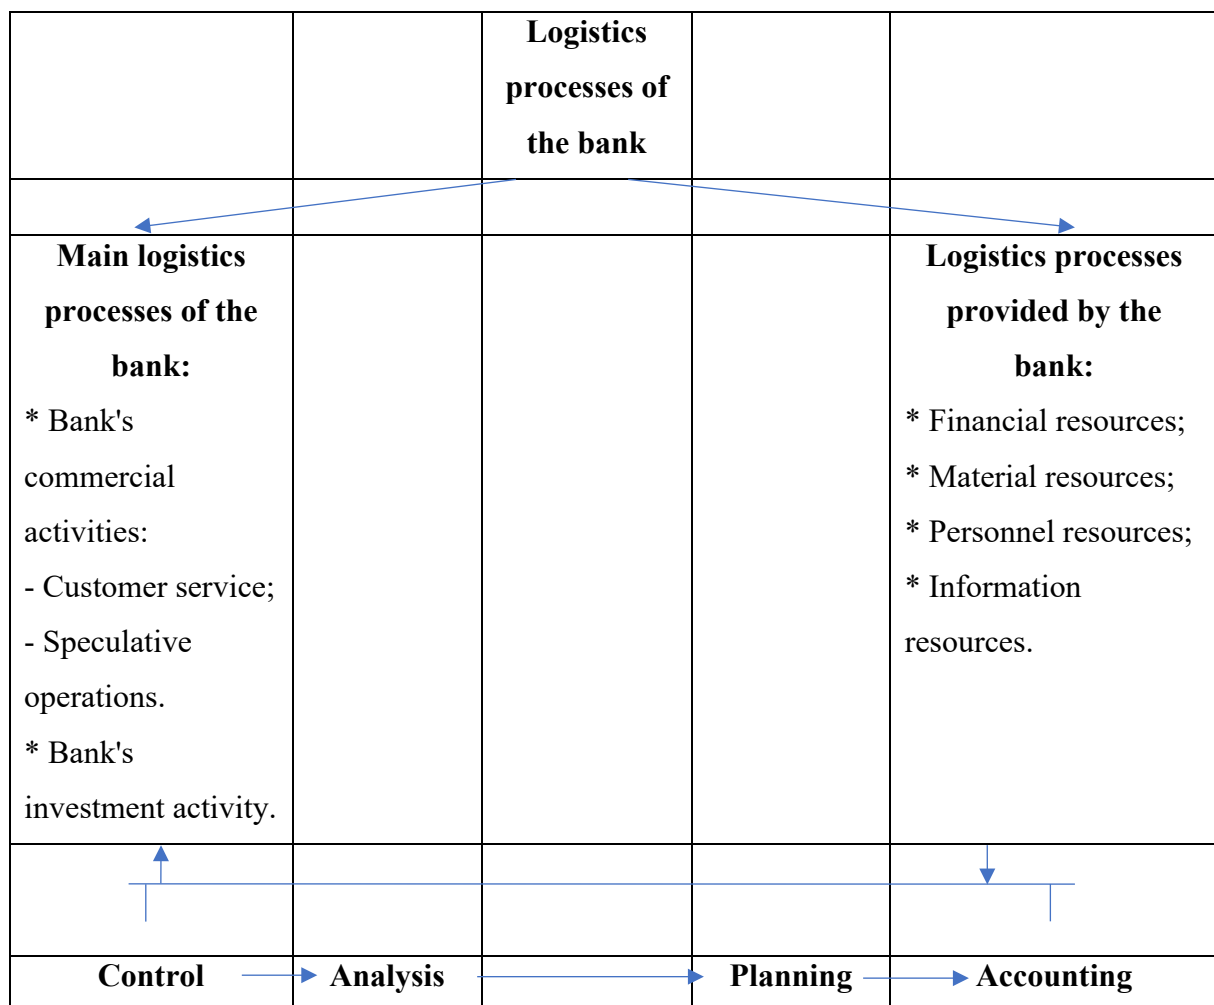 Logistics
processes of
the bank
Main logistics
processes of the
bank:
* Bank's
commercial
activities:
- Customer service;
- Speculative
operations.
* Bank's
investment activity.
Logistics processes
provided by the
bank:
* Financial resources;
* Material resources;
* Personnel resources;
* Information
resources.
Control Analysis Planning Accounting